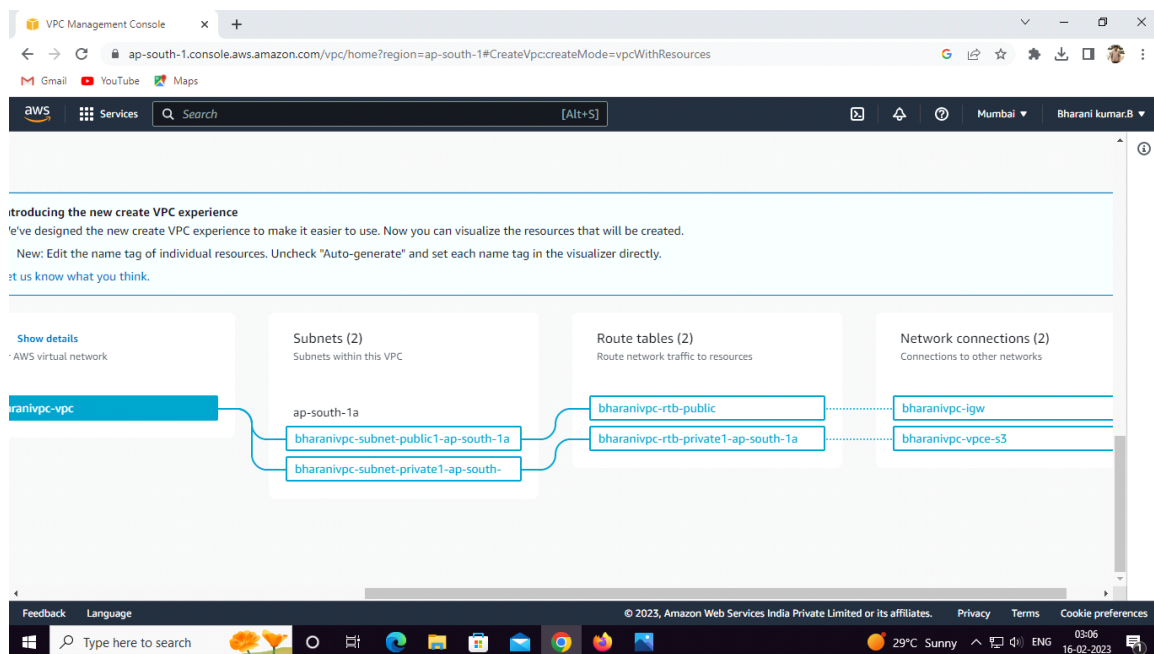 VPC Management Console
ap-south-1.console.aws.amazon.com/vpc/home?region=ap-south-1#CreateVpc:createMode=vpcWithResources
Gmail YouTube Maps
aws Services Search [Alt+S] Mumbai Bharani kumar.B
ntroducing the new create VPC experience
/e've designed the new create VPC experience to make it easier to use. Now you can visualize the resources that will be created.
New: Edit the name tag of individual resources. Uncheck "Auto-generate" and set each name tag in the visualizer directly.
et us know what you think.
Show details
AWS virtual network
ranivpc-vpc
Subnets (2)
Subnets within this VPC
ap-south-1a
bharanivpc-subnet-public1-ap-south-1a
bharanivpc-subnet-private1-ap-south-
Route tables (2)
Route network traffic to resources
bharanivpc-rtb-public
bharanivpc-rtb-private1-ap-south-1a
Network connections (2)
Connections to other networks
bharanivpc-igw
bharanivpc-vpce-s3
Feedback Language © 2023, Amazon Web Services India Private Limited or its affiliates. Privacy Terms Cookie preferences
Type here to search 29°C Sunny ENG 03:06
16-02-2023 1